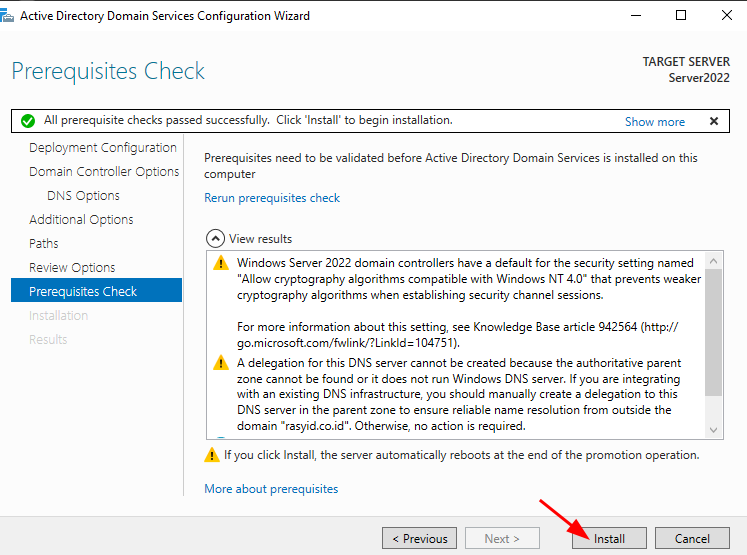 Active Directory Domain Services Configuration Wizard
Prerequisites Check
TARGET SERVER
Server2022
All prerequisite checks passed successfully. Click 'Install' to begin installation.
Show more
Deployment Configuration
Domain Controller Options
DNS Options
Additional Options
Paths
Review Options
Prerequisites Check
Installation
Results
Prerequisites need to be validated before Active Directory Domain Services is installed on this
computer
Rerun prerequisites check
View results
Windows Server 2022 domain controllers have a default for the security setting named
"Allow cryptography algorithms compatible with Windows NT 4.0" that prevents weaker
cryptography algorithms when establishing security channel sessions.
For more information about this setting, see Knowledge Base article 942564 (http://
go.microsoft.com/fwlink/?LinkId=104751).
A delegation for this DNS server cannot be created because the authoritative parent
zone cannot be found or it does not run Windows DNS server. If you are integrating
with an existing DNS infrastructure, you should manually create a delegation to this
DNS server in the parent zone to ensure reliable name resolution from outside the
domain "rasyid.co.id". Otherwise, no action is required.
If you click Install, the server automatically reboots at the end of the promotion operation.
More about prerequisites
< Previous
Next >
Install
Cancel